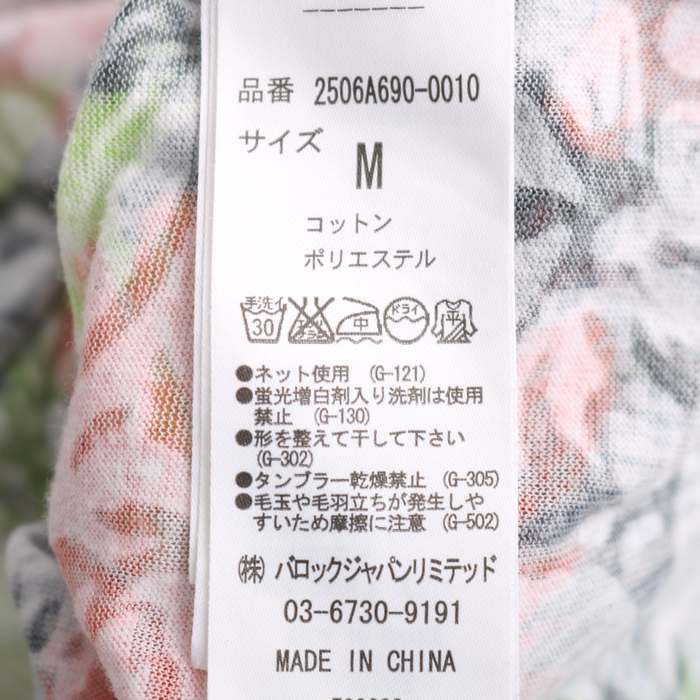 品番 2506A690-0010
サイズ M
コットン
ポリエステル
手洗イ 30 中 ドライ 平
●ネット使用 (G-121)
●蛍光増白剤入り洗剤は使用
禁止 (G-130)
●形を整えて干して下さい
(G-302)
●タンブラー乾燥禁止 (G-305)
●毛玉や毛羽立ちが発生しや
すいため摩擦に注意 (G-502)
㈱ バロックジャパンリミテッド
03-6730-9191
MADE IN CHINA